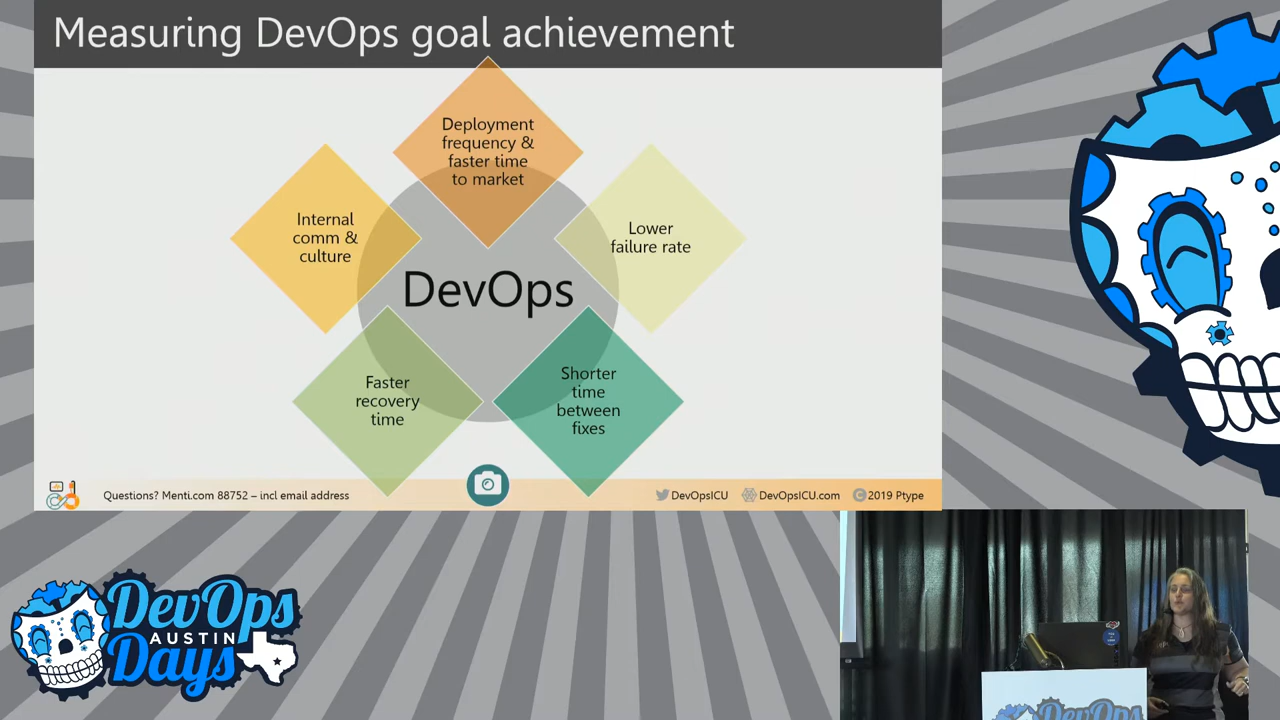 Measuring DevOps goal achievement
Deployment
frequency &
faster time
to market
Internal
comm &
culture
Lower
failure rate
DevOps
Faster
recovery
time
Shorter
time
between
fixes
Questions? Menti.com 88752 – incl email address
DevOpsICU
DevOpsICU.com
C 2019 Ptype
DevOps
AUSTIN
Days
DevOps